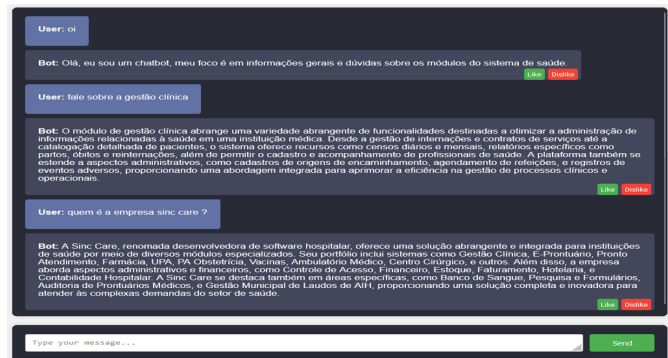 User: oi
Bot: Olá, eu sou um chatbot, meu foco é em informações gerais e dúvidas sobre os módulos do sistema de saúde.
Like Dislike
User: fale sobre a gestão clínica
Bot: O módulo de gestão clínica abrange uma variedade abrangente de funcionalidades destinadas a otimizar a administração de
informações relacionadas à saúde em uma instituição médica. Desde a gestão de internações e contratos de serviços até a
catalogação detalhada de pacientes, o sistema oferece recursos como censos diários e mensais, relatórios específicos como
partos, óbitos e reinternações, além de permitir o cadastro e acompanhamento de profissionais de saúde. A plataforma também se
estende a aspectos administrativos, como cadastros de origens de encaminhamento, agendamento de refeições, e registros de
eventos adversos, proporcionando uma abordagem integrada para aprimorar a eficiência na gestão de processos clínicos e
operacionais.
Like Dislike
User: quem é a empresa sinc care ?
Bot: A Sinc Care, renomada desenvolvedora de software hospitalar, oferece uma solução abrangente e integrada para instituições
de saúde por meio de diversos módulos especializados. Seu portfólio inclui sistemas como Gestão Clínica, E-Prontuário, Pronto
Atendimento, Farmácia, UPA, PA Obstetrícia, Vacinas, Ambulatório Médico, Centro Cirúrgico, e outros. Além disso, a empresa
aborda aspectos administrativos e financeiros, como Controle de Acesso, Financeiro, Estoque, Faturamento, Hotelaria, e
Contabilidade Hospitalar. A Sinc Care se destaca também em áreas específicas, como Banco de Sangue, Pesquisa e Formulários,
Auditoria de Prontuários Médicos, e Gestão Municipal de Laudos de AIH, proporcionando uma solução completa e inovadora para
atender às complexas demandas do setor de saúde.
Like Dislike
Type your message...
Send